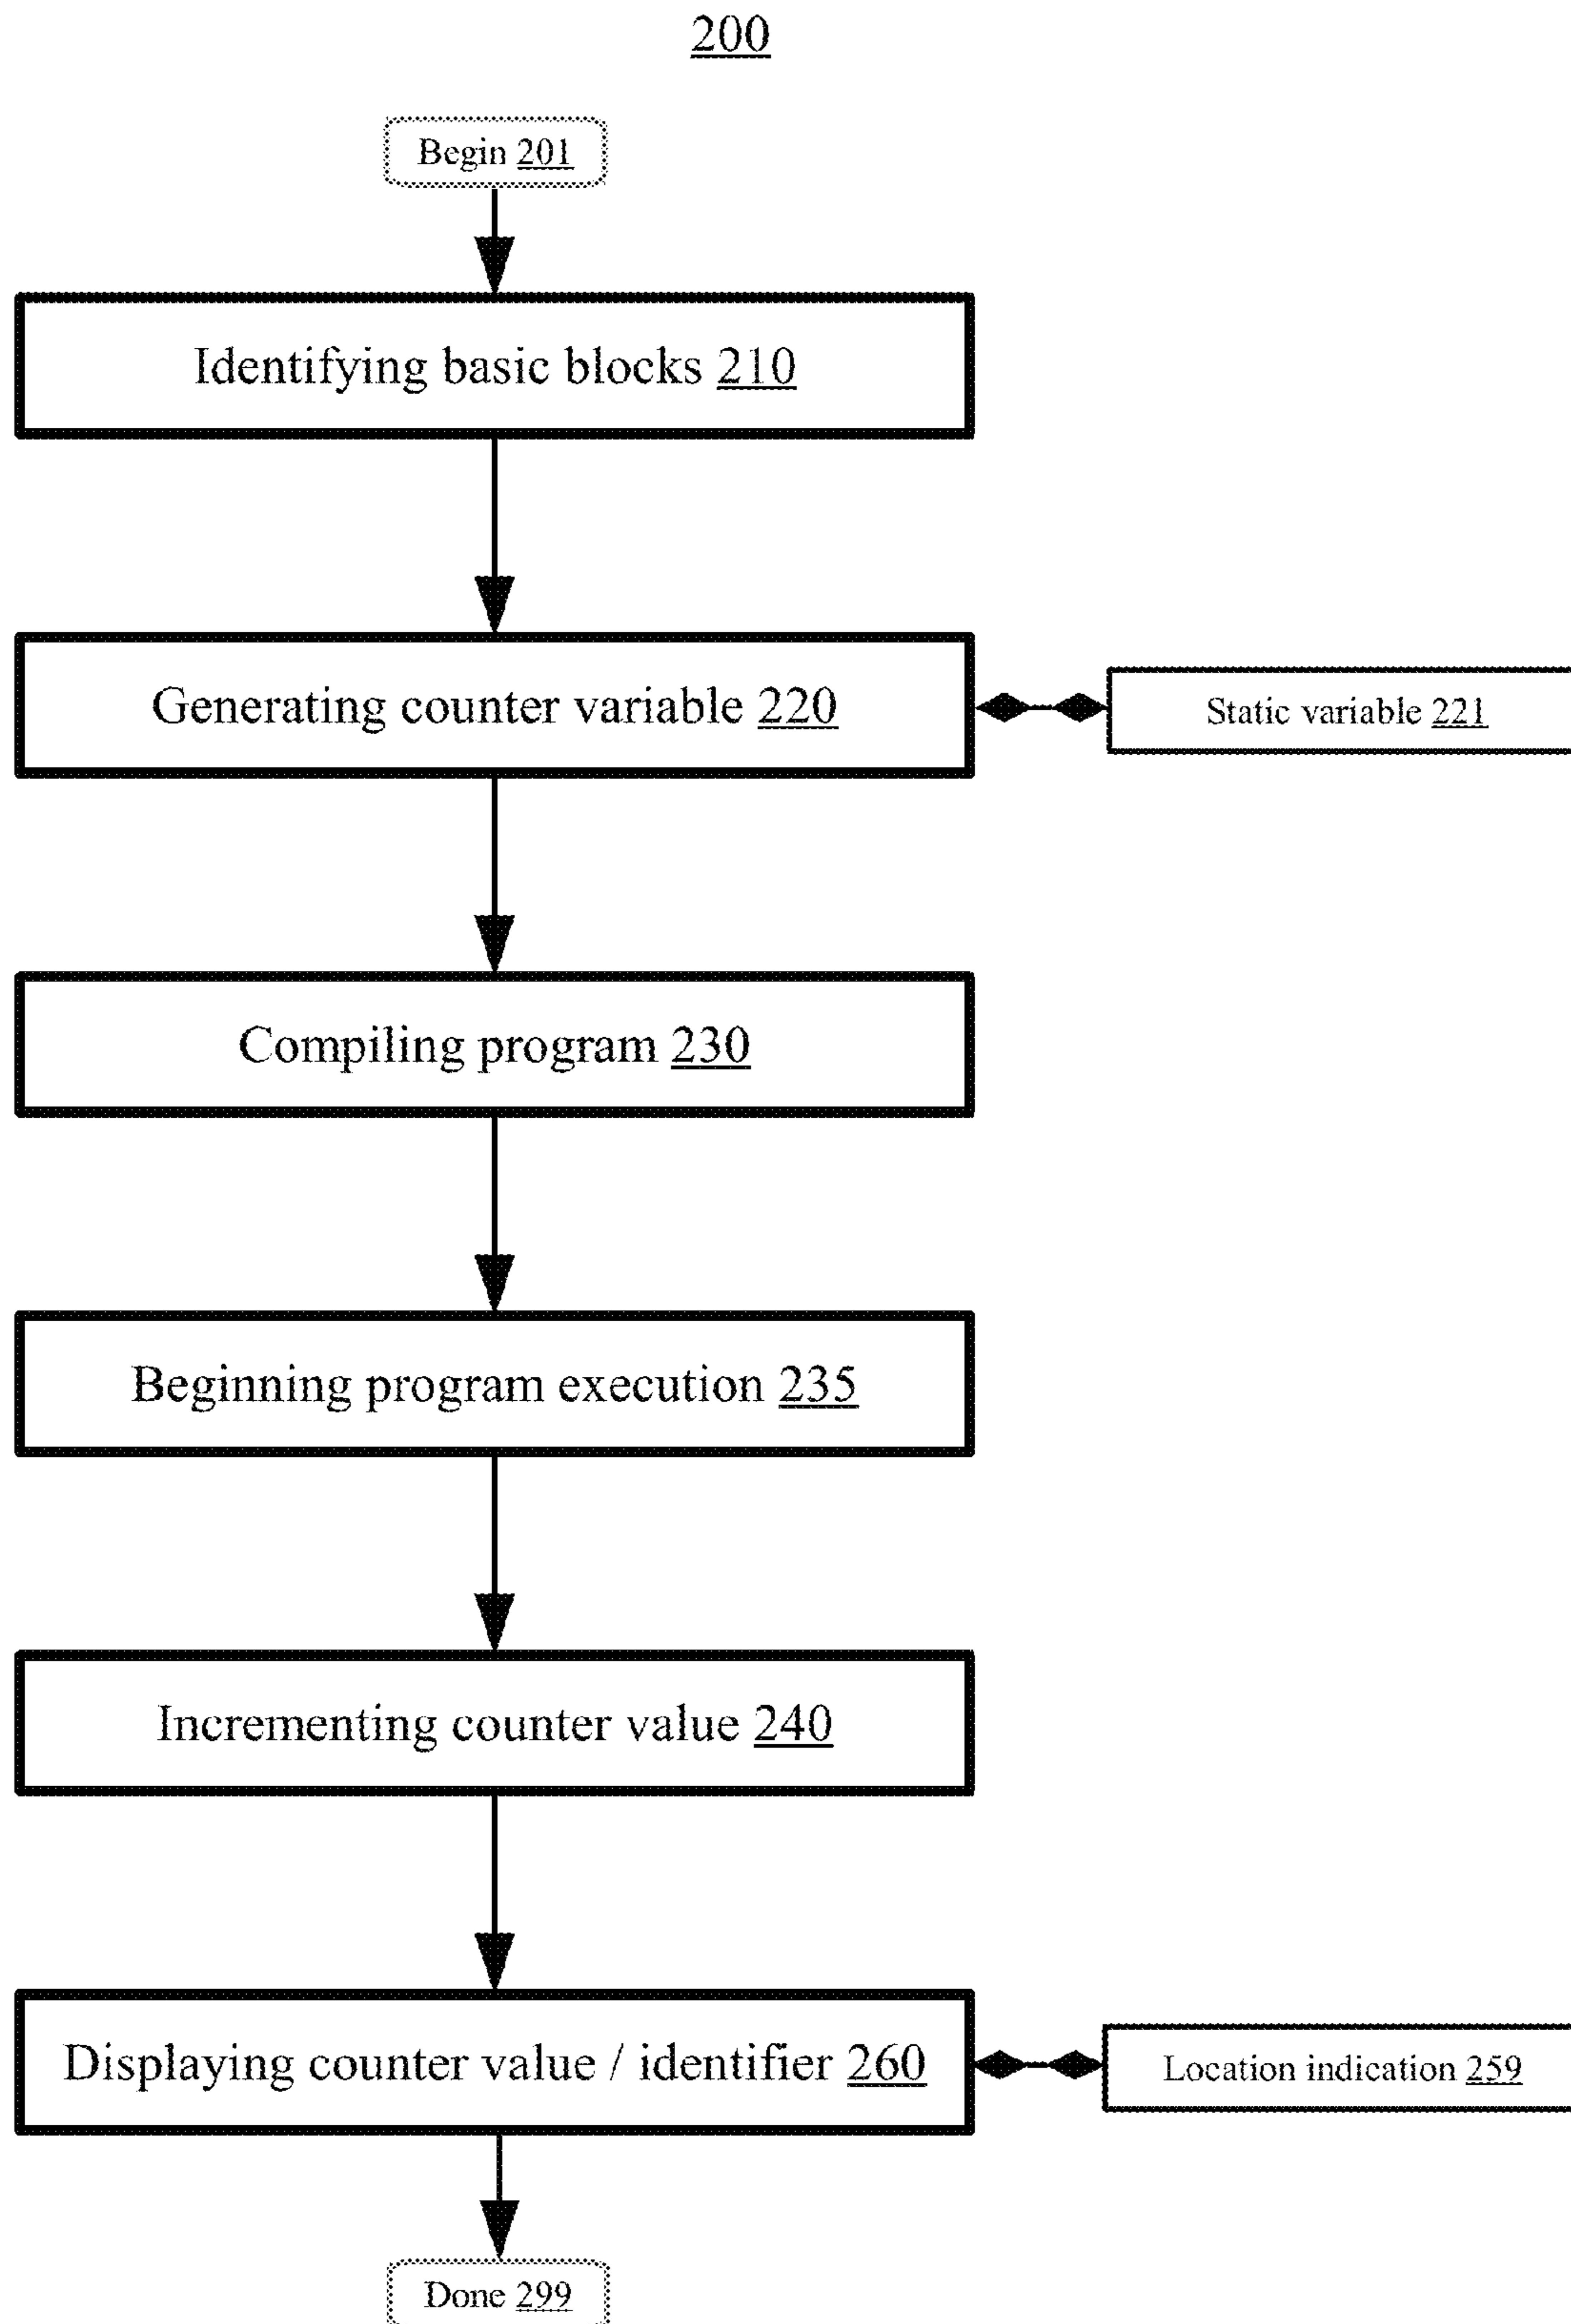 200
Begin 201
Identifying basic blocks 210
Generating counter variable 220
Static variable 221
Compiling program 230
Beginning program execution 235
Incrementing counter value 240
Displaying counter value / identifier 260
Location indication 259
Done 299